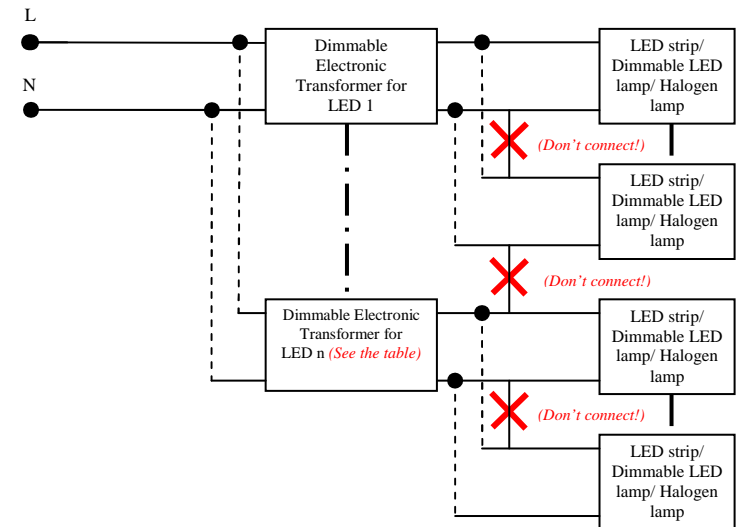 L
N
Dimmable
Electronic
Transformer for
LED 1
LED strip/
Dimmable LED
lamp/ Halogen
lamp
(Don't connect!)
LED strip/
Dimmable LED
lamp/ Halogen
lamp
(Don't connect!)
Dimmable Electronic
Transformer for
LED n (See the table)
LED strip/
Dimmable LED
lamp/ Halogen
lamp
(Don't connect!)
LED strip/
Dimmable LED
lamp/ Halogen
lamp